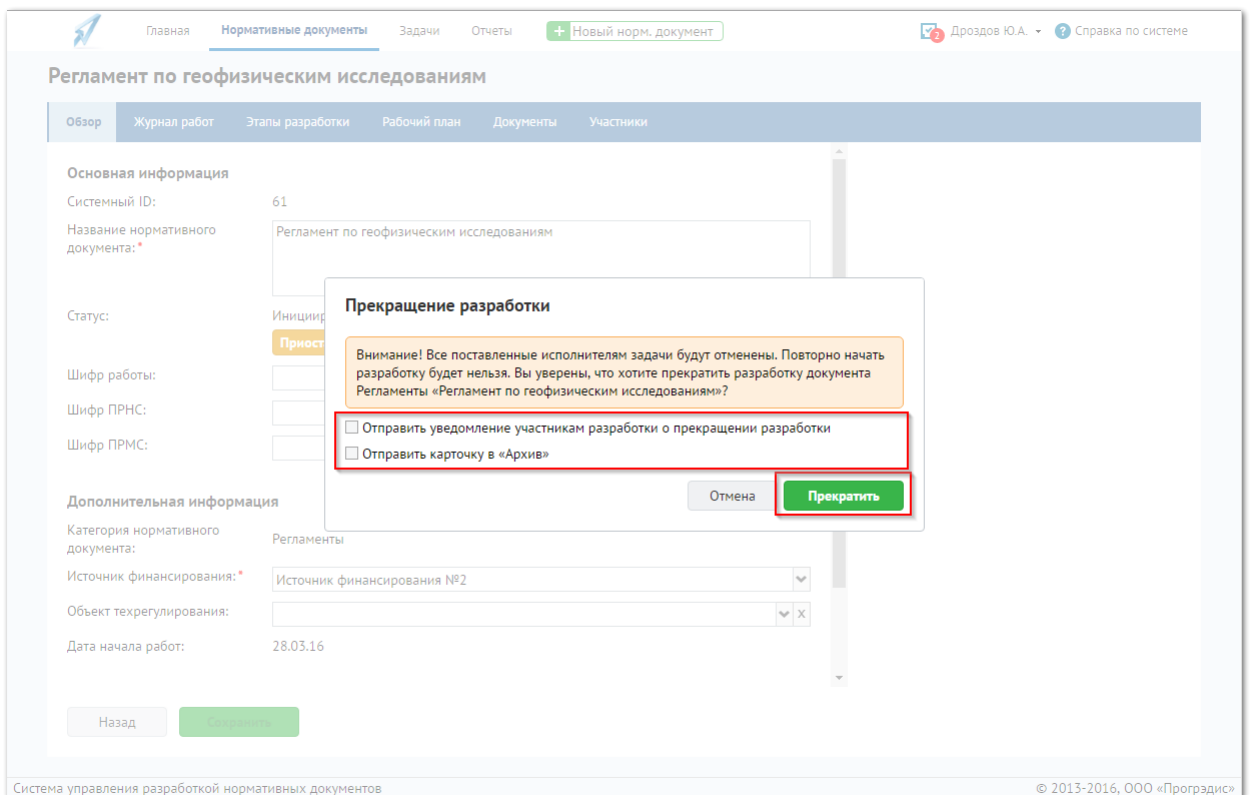 Главная Нормативные документы Задачи Отчеты + Новый норм. документ 2 Дроздов Ю.А. ? Справка по системе
Регламент по геофизическим исследованиям
Обзор Журнал работ Этапы разработки Рабочий план Документы Участники
Основная информация
Системный ID: 61
Название нормативного
документа:*
Регламент по геофизическим исследованиям
Статус:
Приост
Шифр работы:
Шифр ПРНС:
Шифр ПРМС:
Прекращение разработки
Внимание! Все поставленные исполнителям задачи будут отменены. Повторно начать
разработку будет нельзя. Вы уверены, что хотите прекратить разработку документа
Регламенты «Регламент по геофизическим исследованиям»?
Отправить уведомление участникам разработки о прекращении разработки
Отправить карточку в «Архив»
Отмена Прекратить
Дополнительная информация
Категория нормативного
документа:
Регламенты
Источник финансирования:* Источник финансирования №2
Объект техрегулирования: X
Дата начала работ: 28.03.16
Назад Сохранить
Система управления разработкой нормативных документов © 2013-2016, ООО «Прогрэдис»